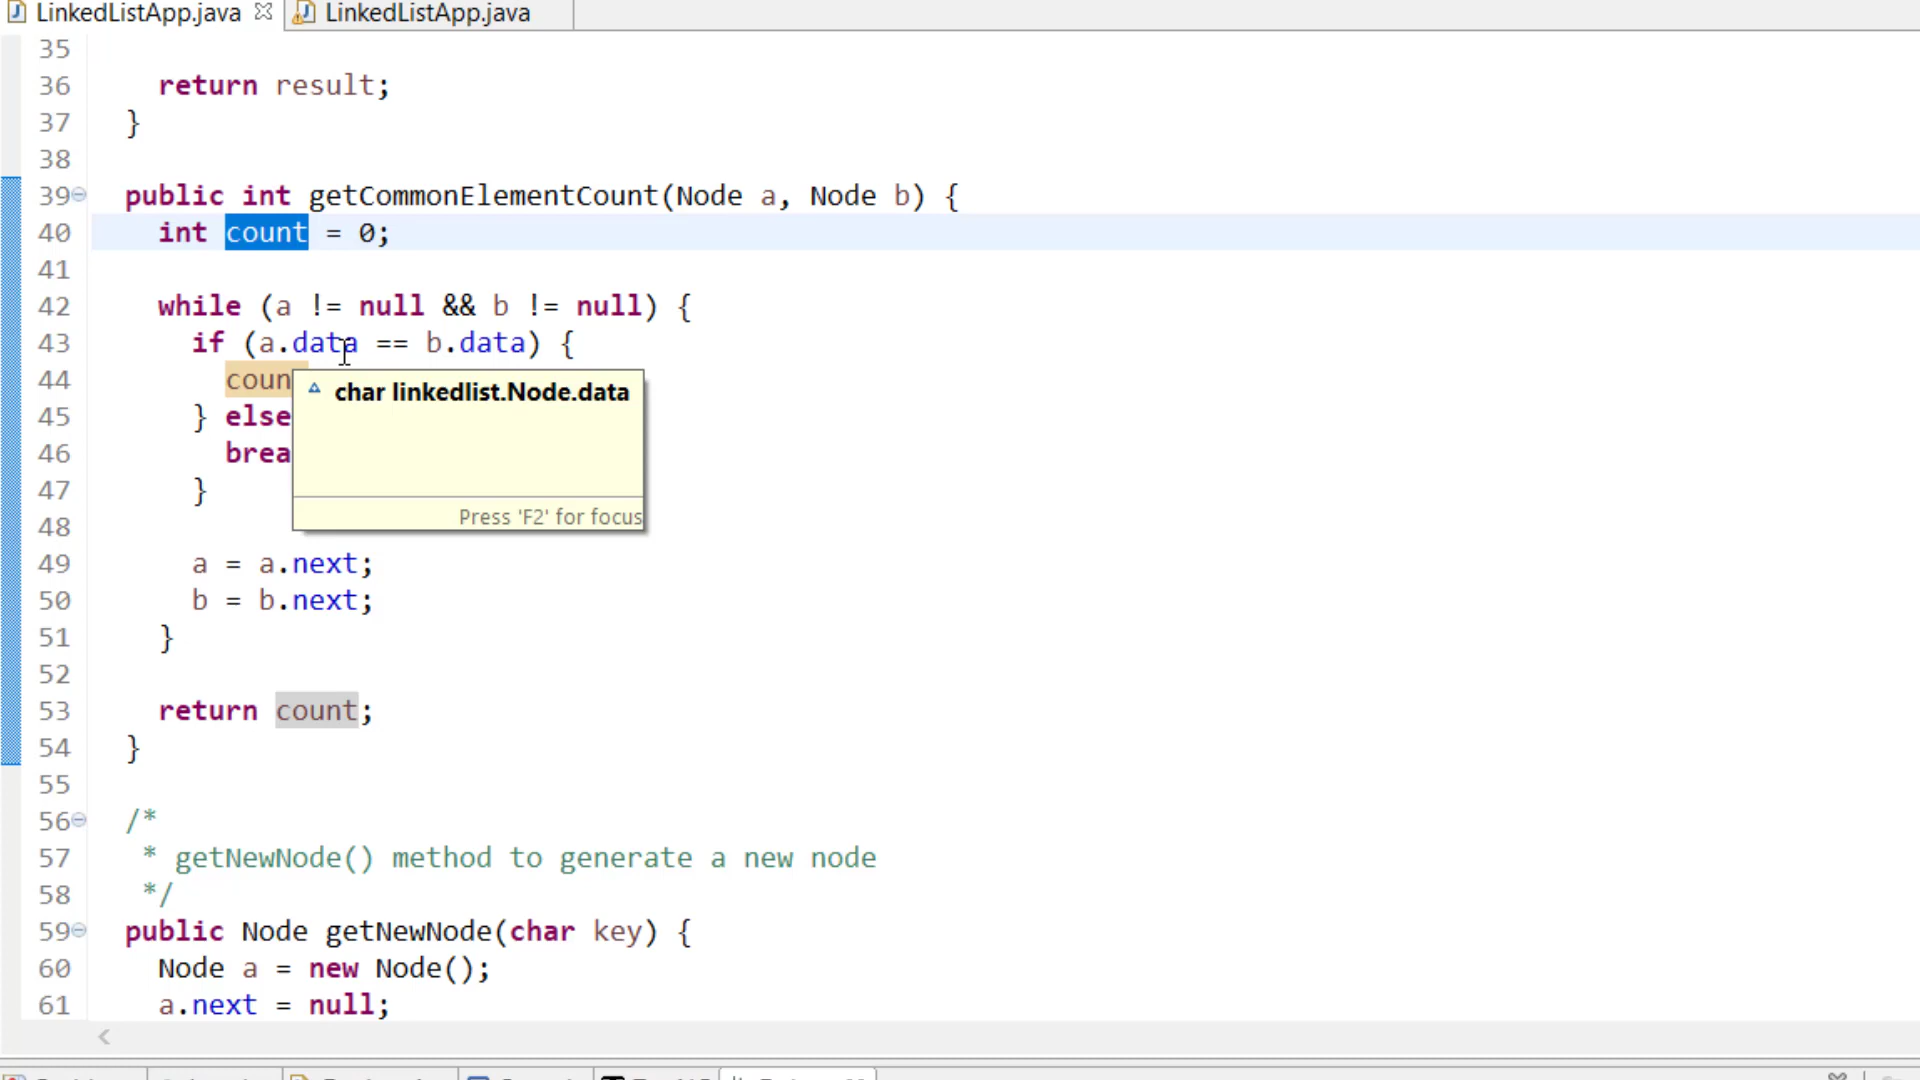 LinkedListApp.java LinkedListApp.java
35
36 return result;
37 }
38
39 public int getCommonElementCount(Node a, Node b) {
40 int count = 0;
41
42 while (a != null && b != null) {
43 if (a.data == b.data) {
44 coun
char linkedlist.Node.data
45 } else
46 brea
47 }
Press 'F2' for focus
48
49 a = a.next;
50 b = b.next;
51 }
52
53 return count;
54 }
55
56 /*
57 * getNewNode() method to generate a new node
58 */
59 public Node getNewNode(char key) {
60 Node a = new Node();
61 a.next = null;